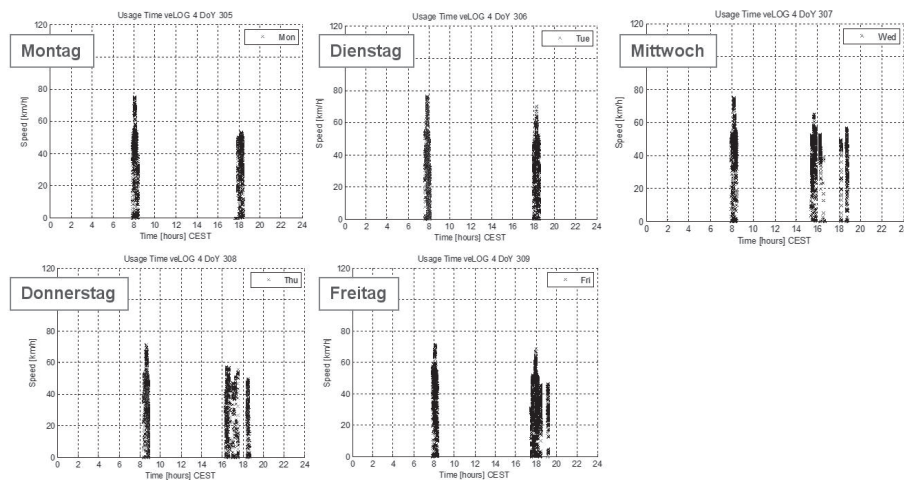 Usage Time veLOG 4 DoY 305
Montag
Mon
120
80
60
40
20
0
Speed [km/h]
0 2 4 6 8 10 12 14 16 18 20 22 24
Time [hours] CEST
Usage Time veLOG 4 DoY 306
Dienstag
Tue
120
80
60
40
20
0
Speed [km/h]
0 2 4 6 8 10 12 14 16 18 20 22 24
Time [hours] CEST
Usage Time veLOG 4 DoY 307
Mittwoch
Wed
120
80
60
40
20
0
Speed [km/h]
0 2 4 6 8 10 12 14 16 18 20 22 24
Time [hours] CEST
Usage Time veLOG 4 DoY 308
Donnerstag
Thu
120
80
60
40
20
0
Speed [km/h]
0 2 4 6 8 10 12 14 16 18 20 22 24
Time [hours] CEST
Usage Time veLOG 4 DoY 309
Freitag
Fri
120
80
60
40
20
0
Speed [km/h]
0 2 4 6 8 10 12 14 16 18 20 22 24
Time [hours] CEST